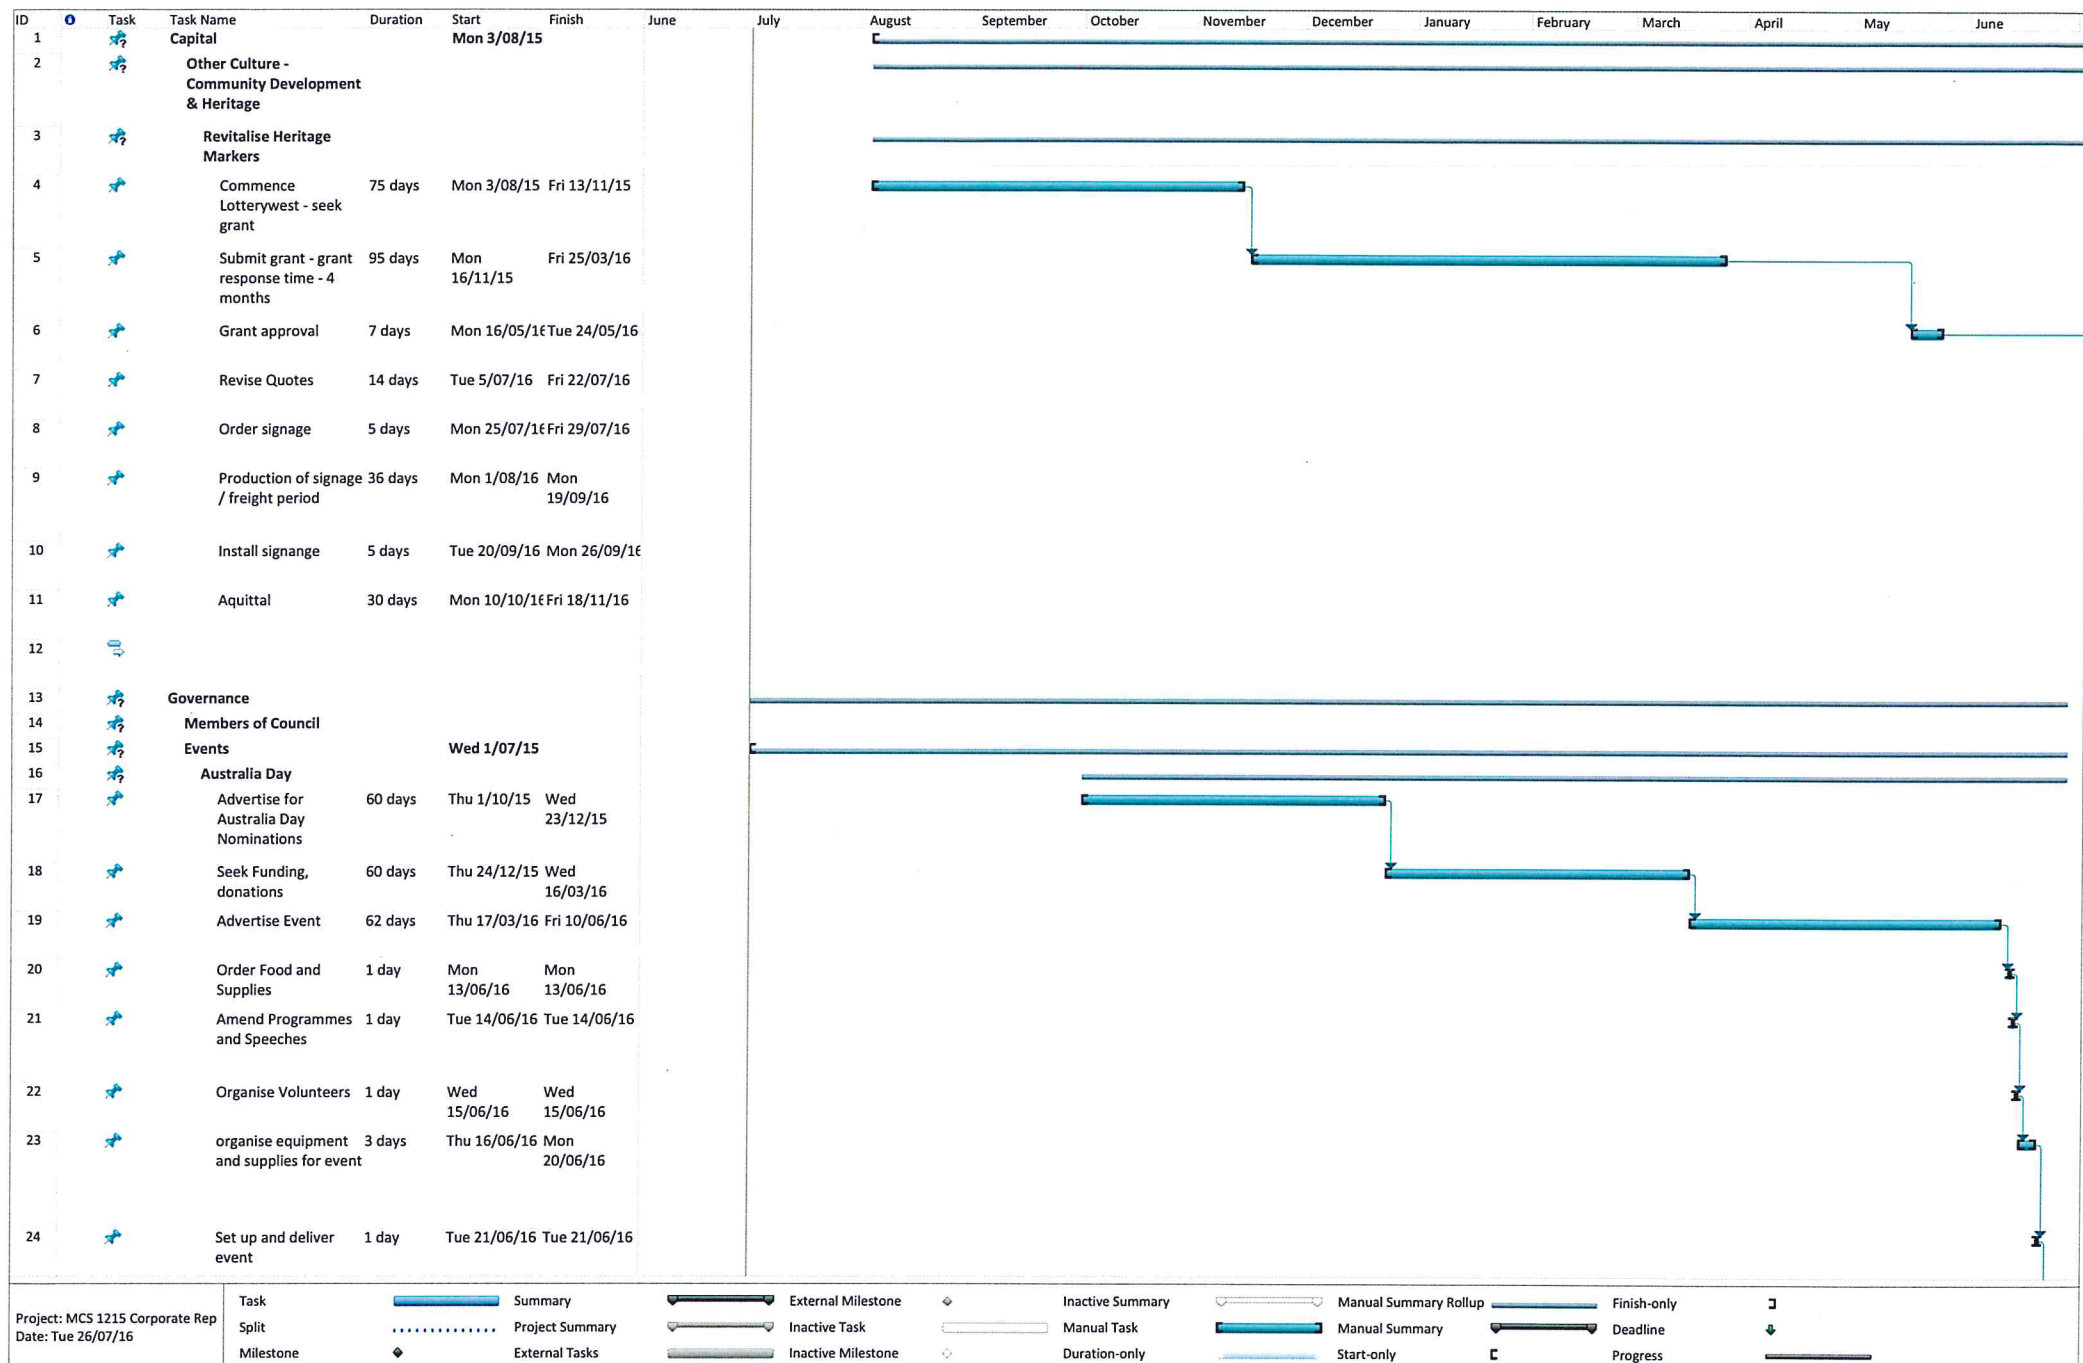 ID Task Task Name Duration Start Finish June July August September October November December January February March April May June
1 Capital Mon 3/08/15
2 Other Culture -
Community Development
& Heritage
3 Revitalise Heritage
Markers
4 Commence 75 days Mon 3/08/15 Fri 13/11/15
Lotterywest - seek
grant
5 Submit grant - grant 95 days Mon Fri 25/03/16
response time - 4 16/11/15
months
6 Grant approval 7 days Mon 16/05/16 Tue 24/05/16
7 Revise Quotes 14 days Tue 5/07/16 Fri 22/07/16
8 Order signage 5 days Mon 25/07/16 Fri 29/07/16
9 Production of signage 36 days Mon 1/08/16 Mon
/ freight period 19/09/16
10 Install signange 5 days Tue 20/09/16 Mon 26/09/16
11 Aquittal 30 days Mon 10/10/16 Fri 18/11/16
12
13 Governance
14 Members of Council
15 Events Wed 1/07/15
16 Australia Day
17 Advertise for 60 days Thu 1/10/15 Wed
Australia Day 23/12/15
Nominations
18 Seek Funding, 60 days Thu 24/12/15 Wed
donations 16/03/16
19 Advertise Event 62 days Thu 17/03/16 Fri 10/06/16
20 Order Food and 1 day Mon Mon
Supplies 13/06/16 13/06/16
21 Amend Programmes 1 day Tue 14/06/16 Tue 14/06/16
and Speeches
22 Organise Volunteers 1 day Wed Wed
15/06/16 15/06/16
23 organise equipment 3 days Thu 16/06/16 Mon
and supplies for event 20/06/16
24 Set up and deliver 1 day Tue 21/06/16 Tue 21/06/16
event
Project: MCS 1215 Corporate Rep
Date: Tue 26/07/16
Task Summary External Milestone Inactive Summary Manual Summary Rollup Finish-only
Split Project Summary Inactive Task Manual Task Manual Summary Deadline
Milestone External Tasks Inactive Milestone Duration-only Start-only Progress